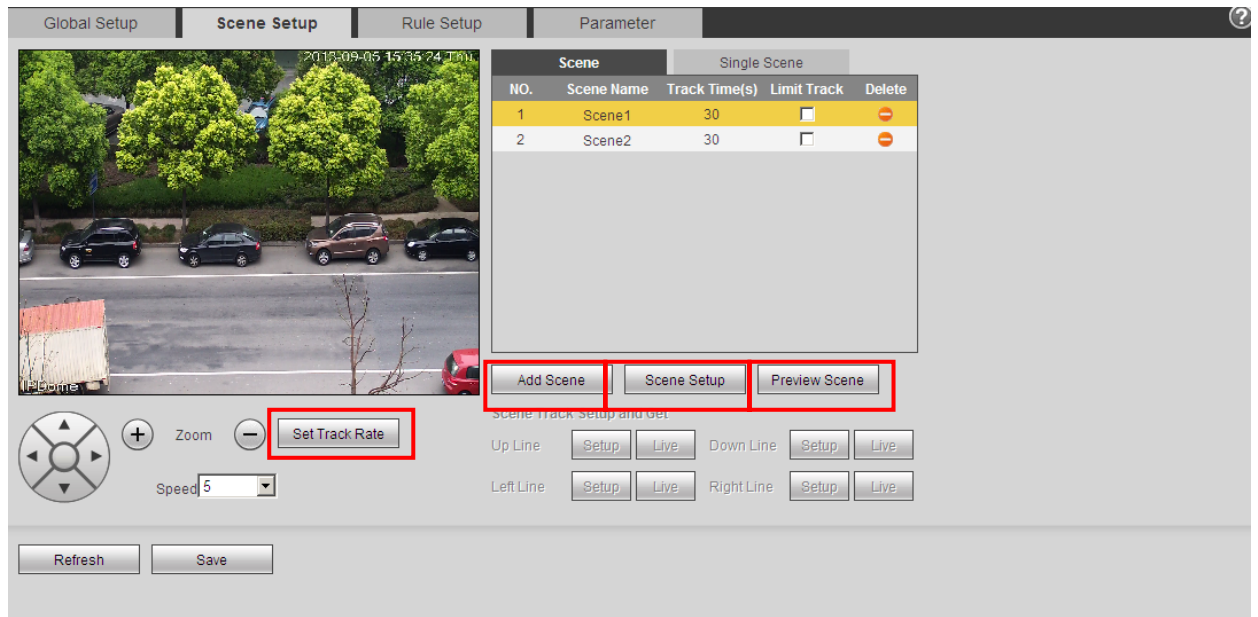 Global Setup Scene Setup Rule Setup Parameter ?
2013-09-05 15:35:24 Thu
IPDome
Scene Single Scene
NO. Scene Name Track Time(s) Limit Track Delete
1 Scene1 30
2 Scene2 30
Add Scene Scene Setup Preview Scene
Scene Track Setup and Get
Zoom Set Track Rate
Speed 5
Up Line Setup Live Down Line Setup Live
Left Line Setup Live Right Line Setup Live
Refresh Save